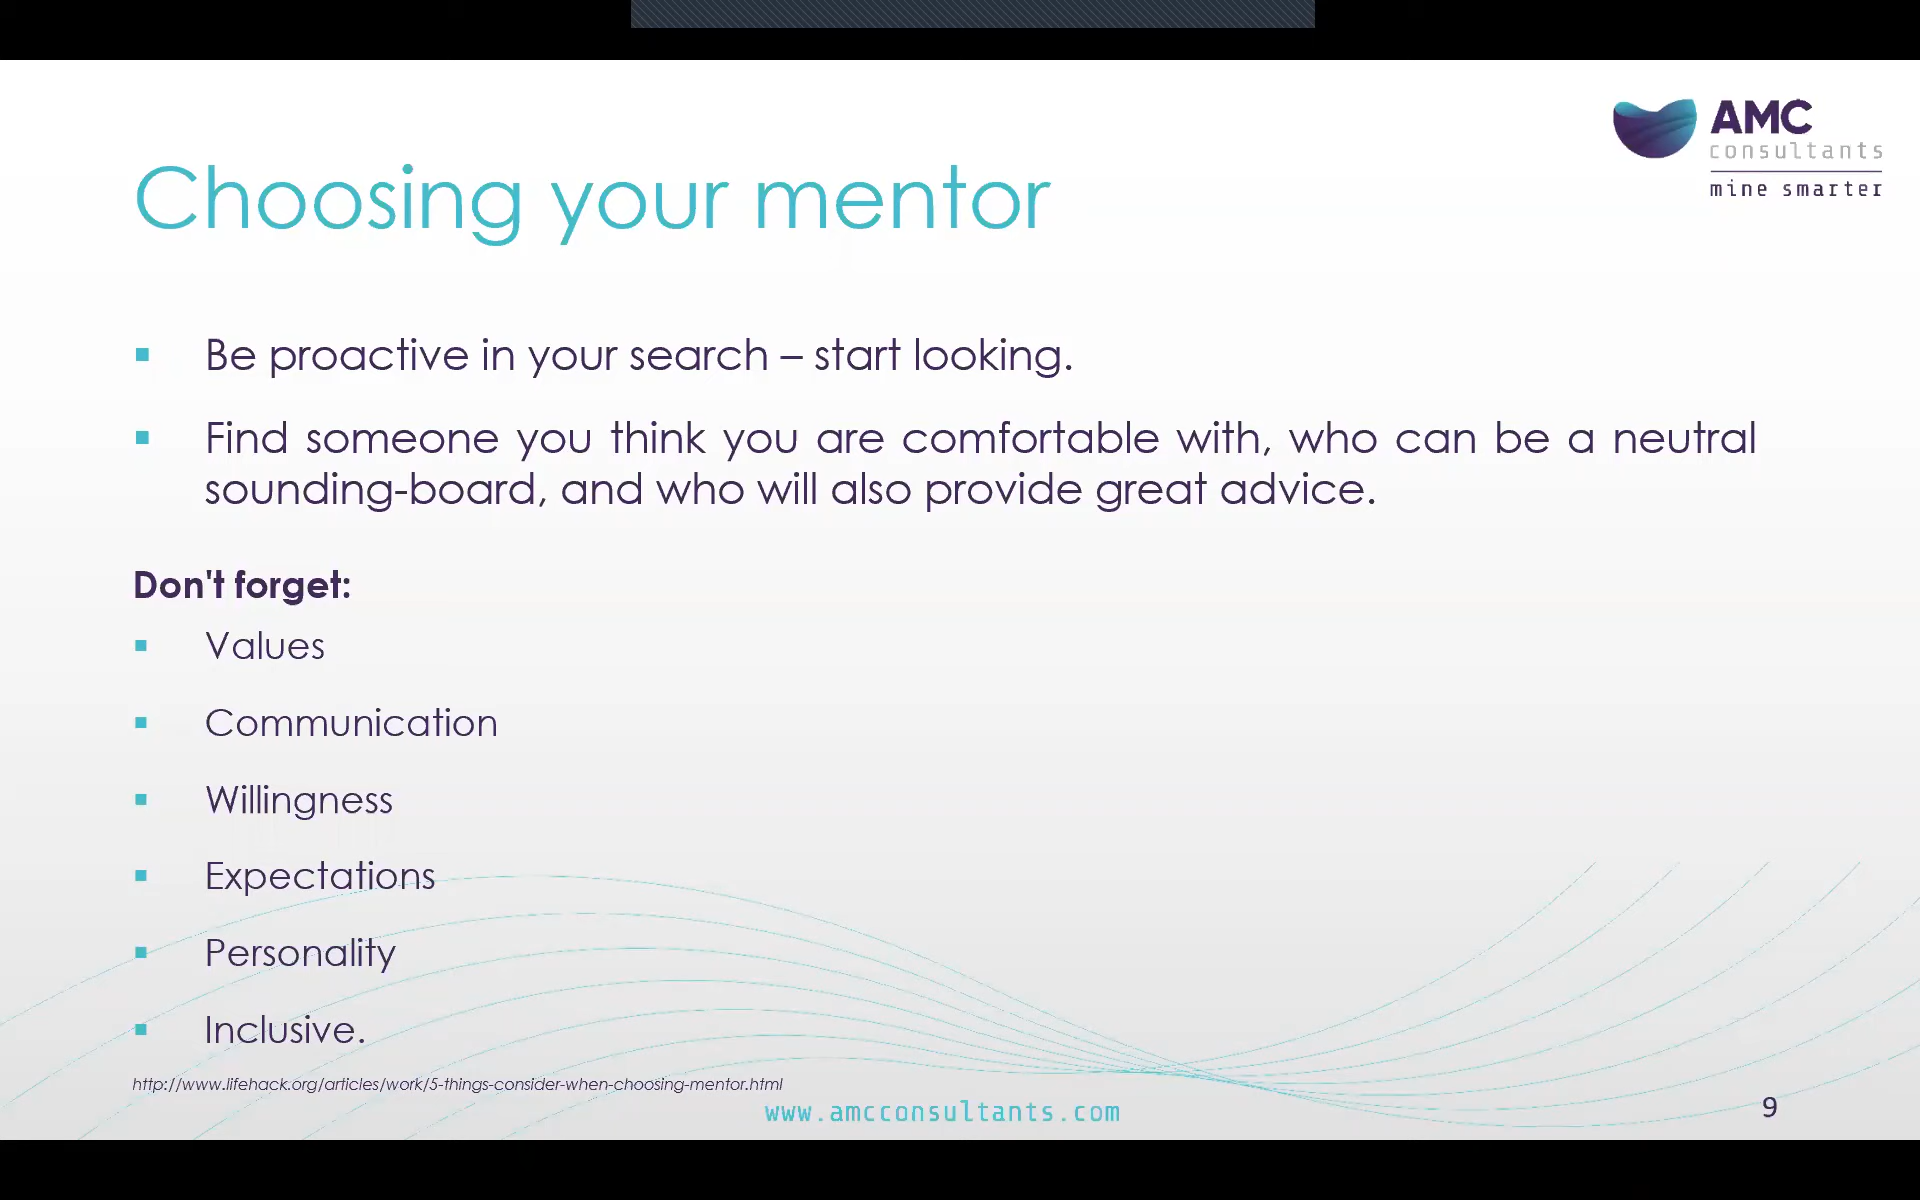 AMC
consultants
mine smarter
Choosing your mentor
Be proactive in your search – start looking.
Find someone you think you are comfortable with, who can be a neutral
sounding-board, and who will also provide great advice.
Don't forget:
Values
Communication
Willingness
Expectations
Personality
Inclusive.
http://www.lifehack.org/articles/work/5-things-consider-when-choosing-mentor.html
www.amcconsultants.com
9